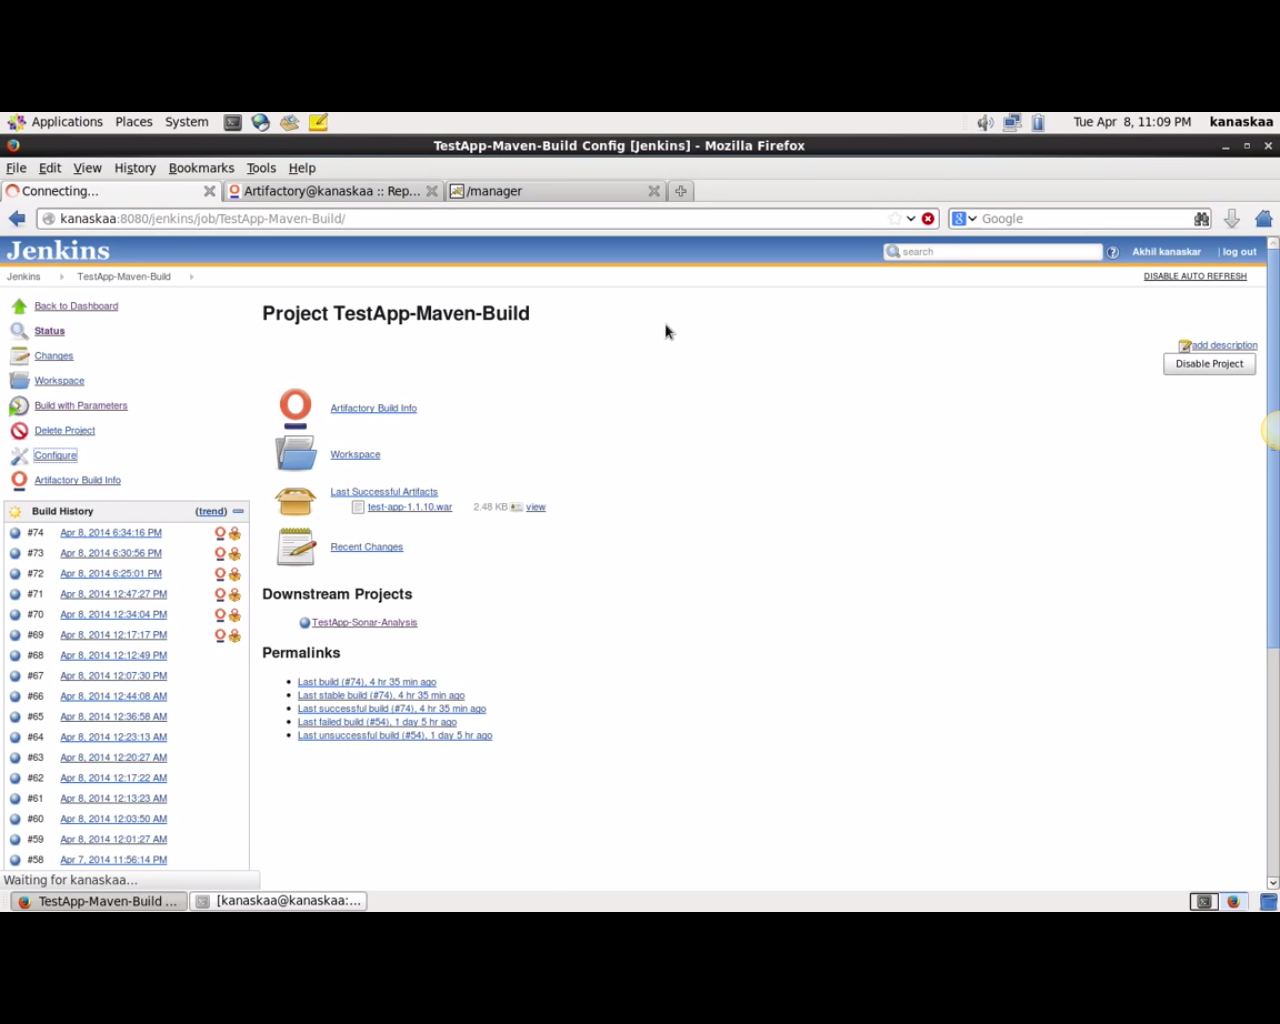 Applications Places System Tue Apr 8, 11:09 PM kanaskaa
TestApp-Maven-Build Config [Jenkins] - Mozilla Firefox
File Edit View History Bookmarks Tools Help
Connecting... Artifactory@kanaskaa :: Rep... /manager
kanaskaa:8080/jenkins/job/TestApp-Maven-Build/ Google
Jenkins search Akhil kanaskar | log out
Jenkins TestApp-Maven-Build DISABLE AUTO REFRESH
Back to Dashboard
Status
Changes
Workspace
Build with Parameters
Delete Project
Configure
Artifactory Build Info
Build History (trend)
#74 Apr 8, 2014 6:34:16 PM
#73 Apr 8, 2014 6:30:56 PM
#72 Apr 8, 2014 6:25:01 PM
#71 Apr 8, 2014 12:47:27 PM
#70 Apr 8, 2014 12:34:04 PM
#69 Apr 8, 2014 12:17:17 PM
#68 Apr 8, 2014 12:12:49 PM
#67 Apr 8, 2014 12:07:30 PM
#66 Apr 8, 2014 12:44:08 AM
#65 Apr 8, 2014 12:36:58 AM
#64 Apr 8, 2014 12:23:13 AM
#63 Apr 8, 2014 12:20:27 AM
#62 Apr 8, 2014 12:17:22 AM
#61 Apr 8, 2014 12:13:23 AM
#60 Apr 8, 2014 12:03:50 AM
#59 Apr 8, 2014 12:01:27 AM
#58 Apr 7, 2014 11:56:14 PM
Project TestApp-Maven-Build
add description
Disable Project
Artifactory Build Info
Workspace
Last Successful Artifacts
test-app-1.1.10.war 2.48 KB view
Recent Changes
Downstream Projects
TestApp-Sonar-Analysis
Permalinks
Last build (#74), 4 hr 35 min ago
Last stable build (#74), 4 hr 35 min ago
Last successful build (#74), 4 hr 35 min ago
Last failed build (#54), 1 day 5 hr ago
Last unsuccessful build (#54), 1 day 5 hr ago
Waiting for kanaskaa...
TestApp-Maven-Build ... [kanaskaa@kanaskaa:...